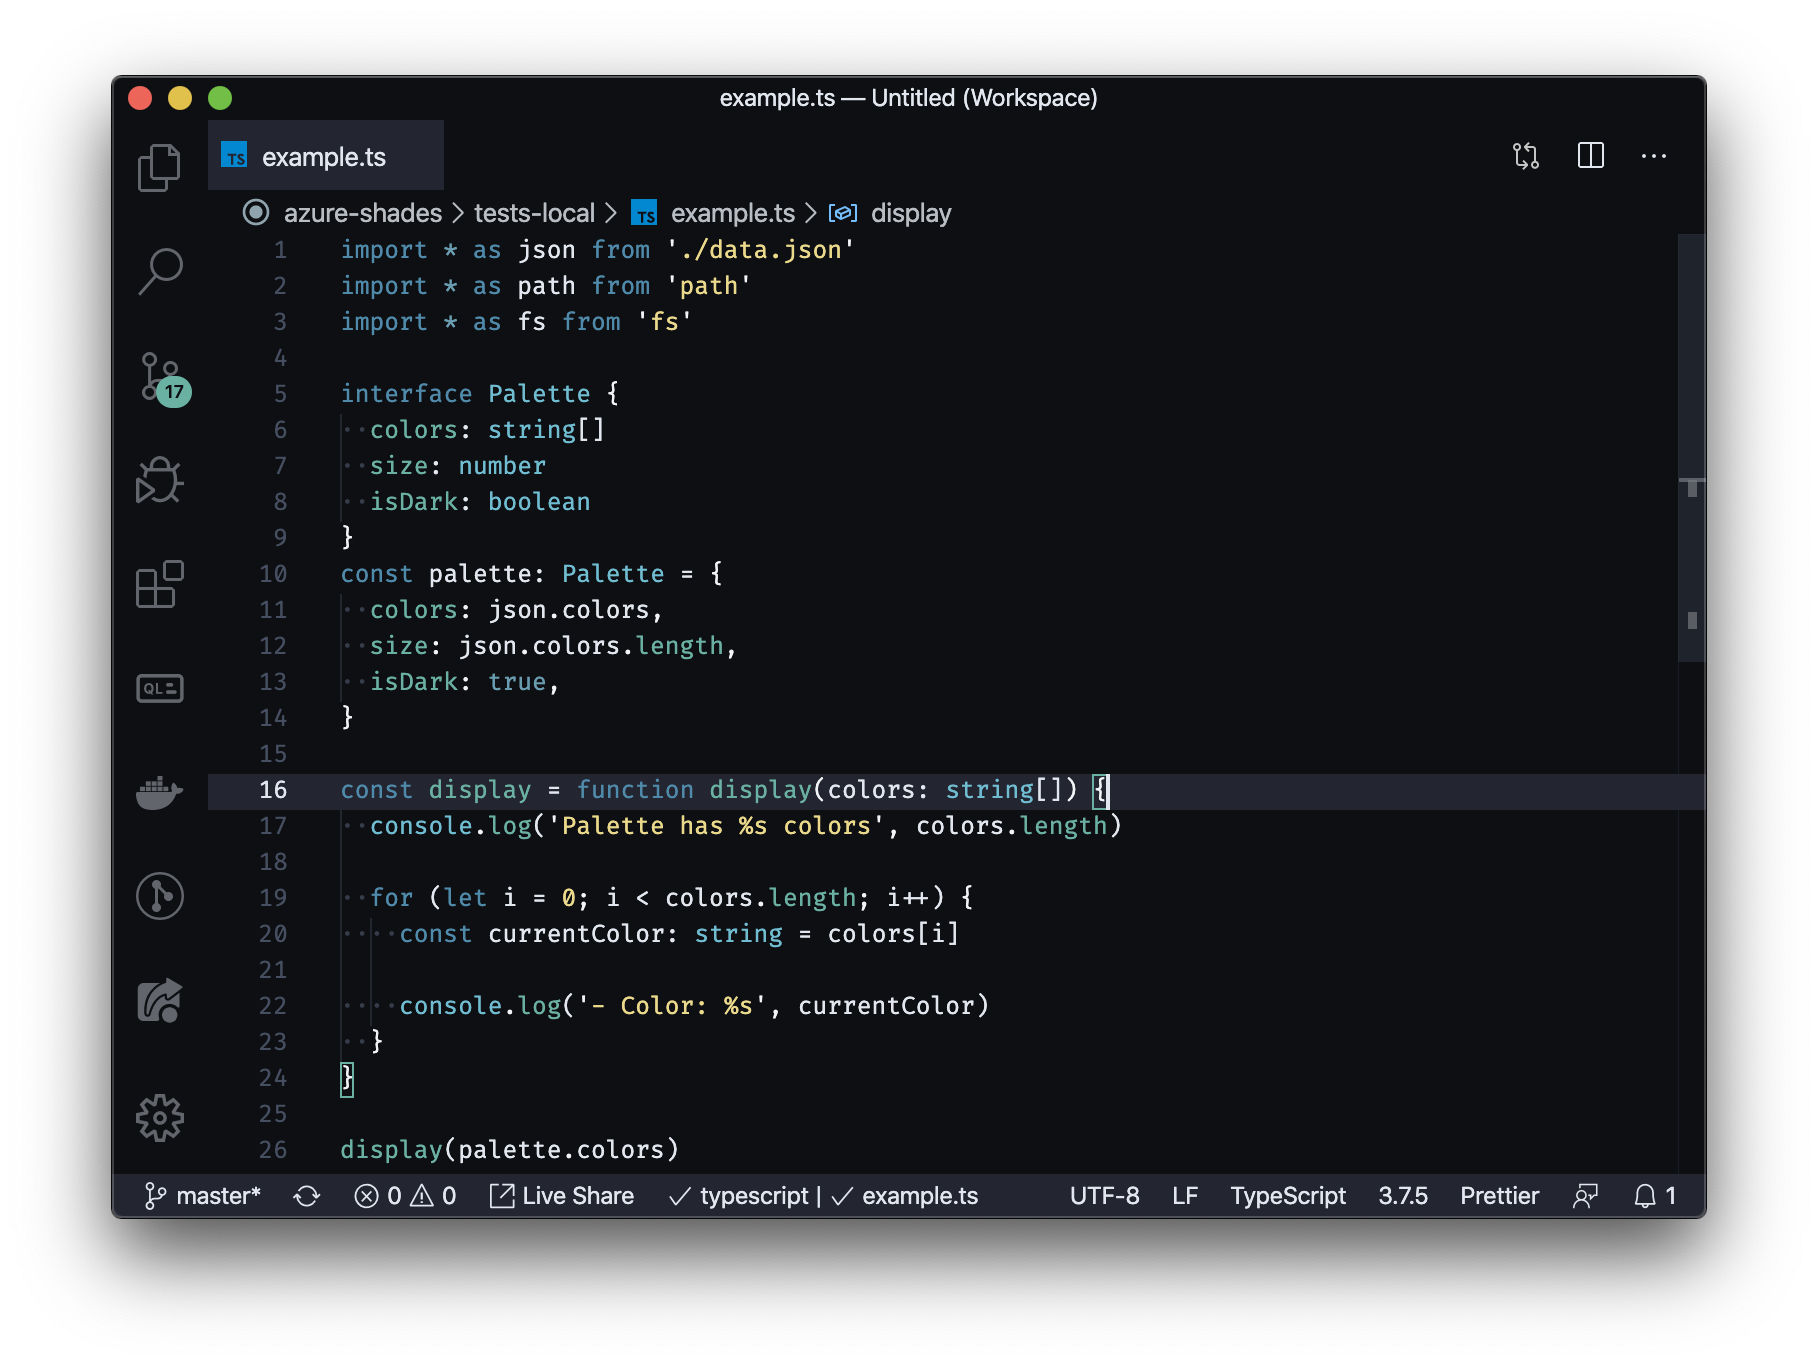 example.ts — Untitled (Workspace)
TS example.ts
azure-shades > tests-local > TS example.ts > display
1 import * as json from './data.json'
2 import * as path from 'path'
3 import * as fs from 'fs'
4
5 interface Palette {
6 colors: string[]
7 size: number
8 isDark: boolean
9 }
10 const palette: Palette = {
11 colors: json.colors,
12 size: json.colors.length,
13 isDark: true,
14 }
15
16 const display = function display(colors: string[]) {
17 console.log('Palette has %s colors', colors.length)
18
19 for (let i = 0; i < colors.length; i++) {
20 const currentColor: string = colors[i]
21
22 console.log('- Color: %s', currentColor)
23 }
24 }
25
26 display(palette.colors)
17
QL
master* 0 0 Live Share ✓ typescript | ✓ example.ts UTF-8 LF TypeScript 3.7.5 Prettier 1